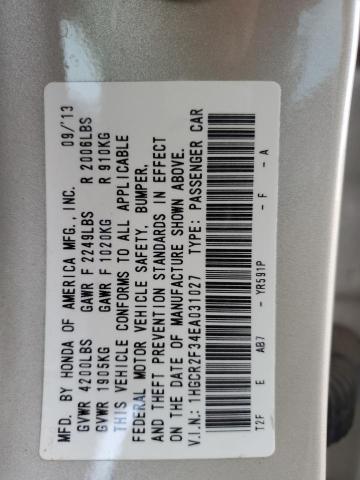 MFD. BY HONDA OF AMERICA MFG., INC. 09/'13
GVWR 4200LBS GAWR F 2249LBS R 2006LBS
GVWR 1905KG GAWR F 1020KG R 910KG
THIS VEHICLE CONFORMS TO ALL APPLICABLE
FEDERAL MOTOR VEHICLE SAFETY, BUMPER,
AND THEFT PREVENTION STANDARDS IN EFFECT
ON THE DATE OF MANUFACTURE SHOWN ABOVE.
V.I.N.: 1HGCR2F34EA031027 TYPE: PASSENGER CAR
T2F E AB7 - YR591P - F - A